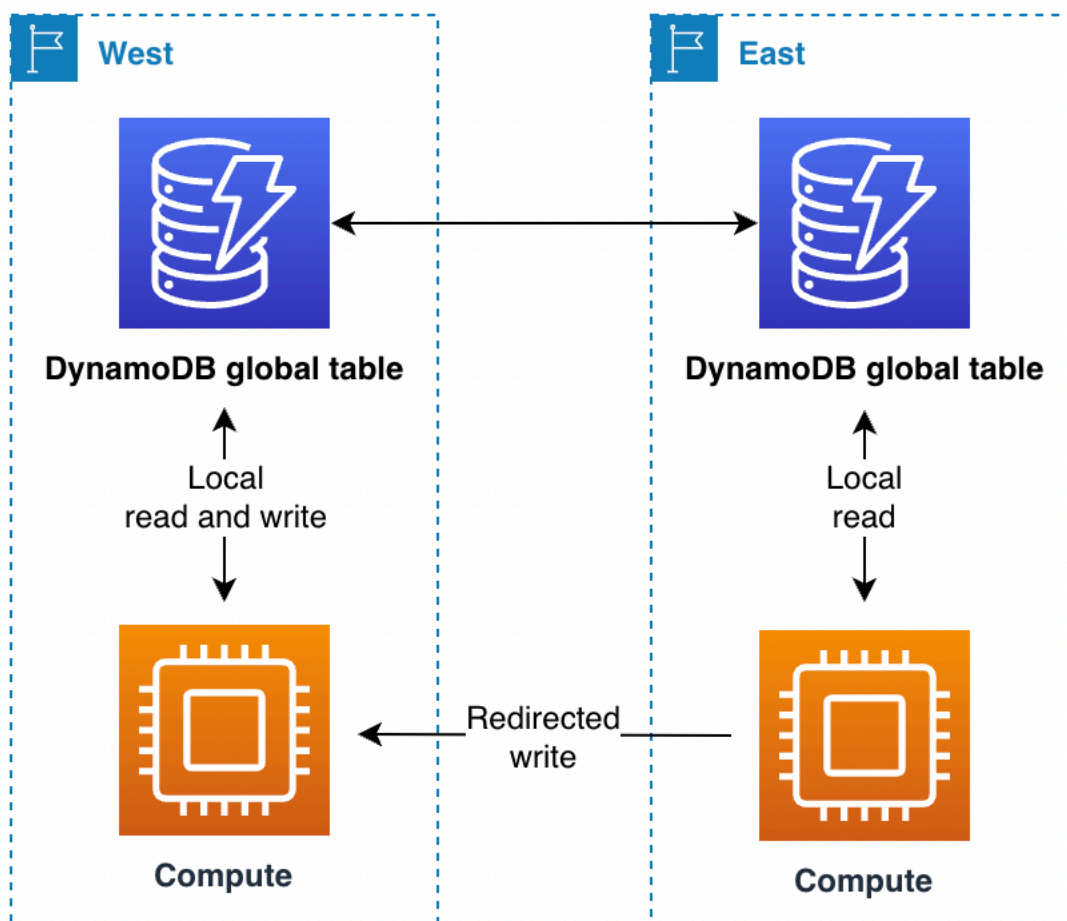 West
East
DynamoDB global table
DynamoDB global table
Local
read and write
Local
read
Redirected
write
Compute
Compute